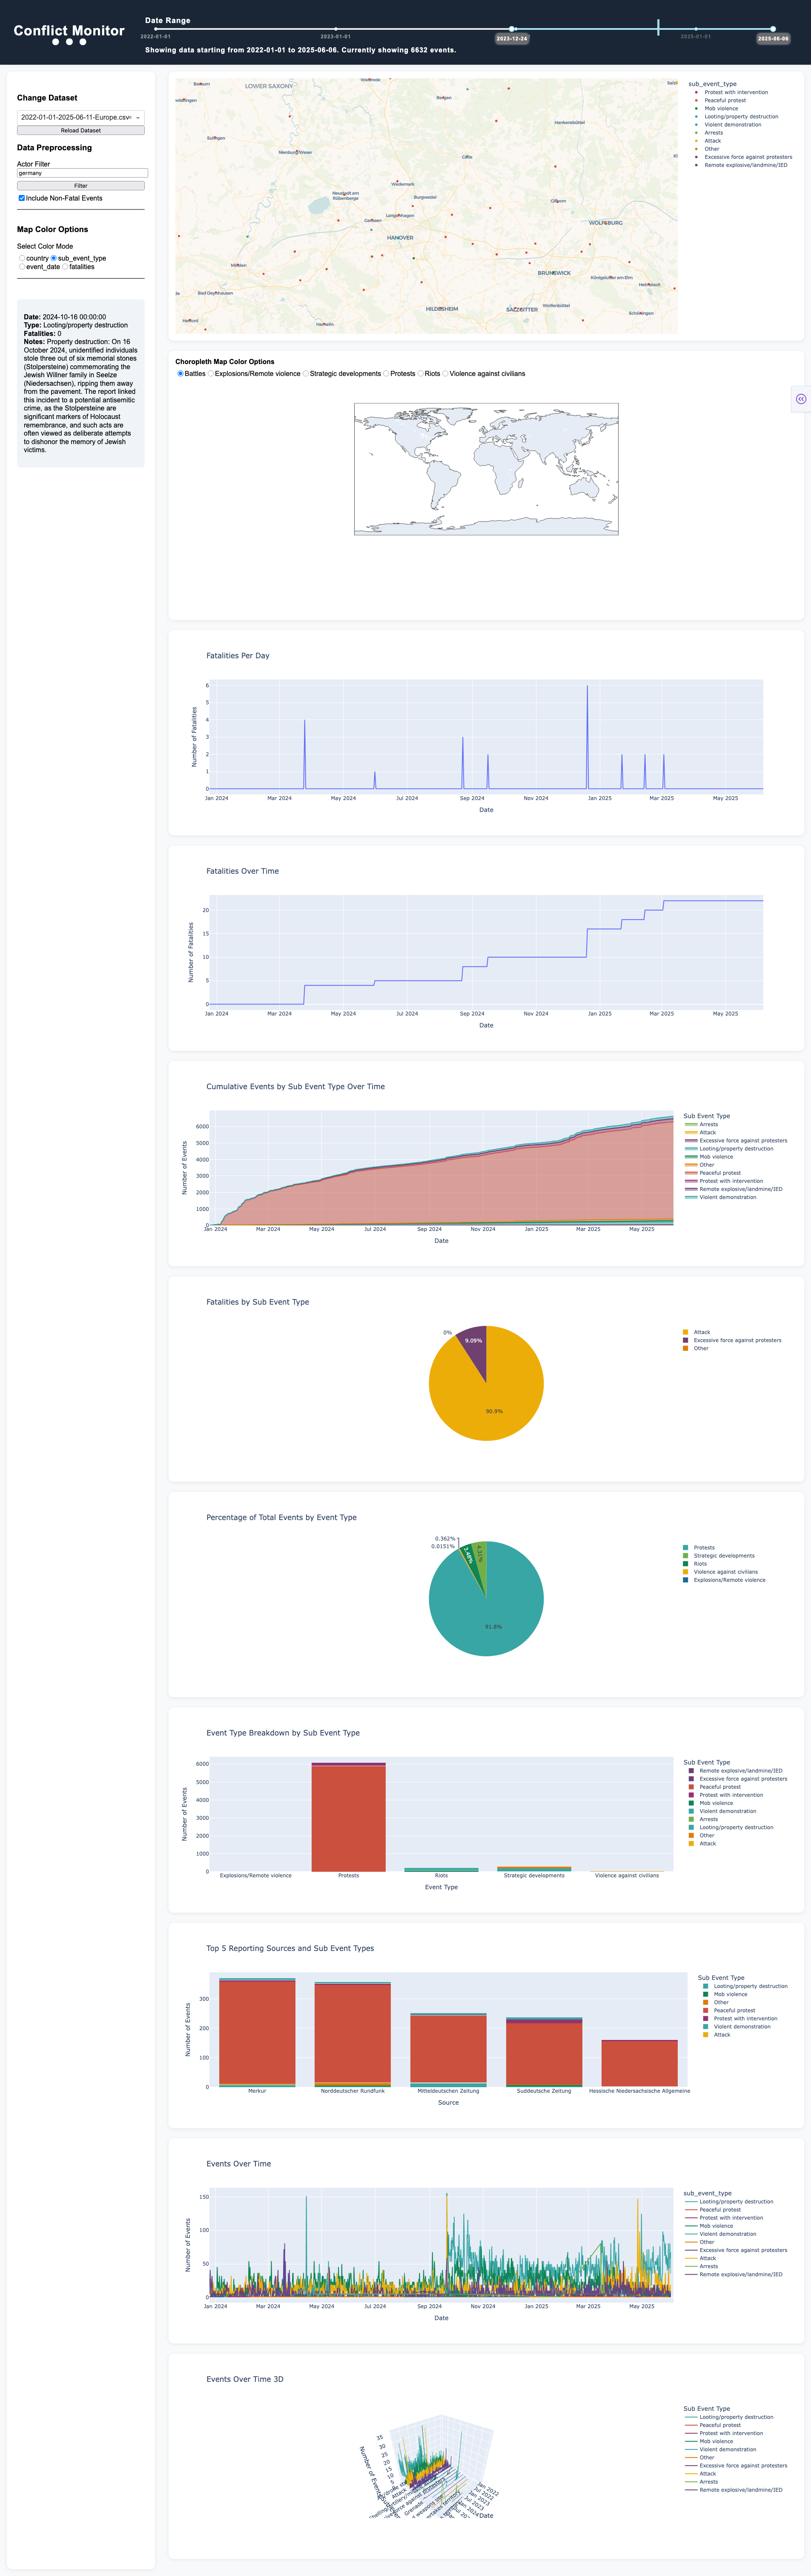 Conflict Monitor
Date Range
2022-01-01
2023-01-01
2023-12-24
2025-01-01
2025-06-06
Showing data starting from 2022-01-01 to 2025-06-06. Currently showing 6632 events.
Change Dataset
2022-01-01-2025-06-11-Europe.csv
Reload Dataset
Data Preprocessing
Actor Filter
germany
Filter
Include Non-Fatal Events
Map Color Options
Select Color Mode
country sub_event_type
event_date fatalities
Date: 2024-10-16 00:00:00
Type: Looting/property destruction
Fatalities: 0
Notes: Property destruction: On 16
October 2024, unidentified individuals
stole three out of six memorial stones
(Stolpersteine) commemorating the
Jewish Willner family in Seelze
(Niedersachsen), ripping them away
from the pavement. The report linked
this incident to a potential antisemitic
crime, as the Stolpersteine are
significant markers of Holocaust
remembrance, and such acts are
often viewed as deliberate attempts
to dishonor the memory of Jewish
victims.
LOWER SAXONY
Bergen
Hankensbüttel
Sulingen
Nienburg/Weser
Celle
Neustadt am
Rübenberge
Wedemark
Burgwedel
Gifhorn
Garbsen
Langenhagen
WOLFSBURG
HANOVER
Minden
BRUNSWICK
Königslutter am Elm
Helmstedt
Bad Oeynhausen
HILDESHEIM
SALZGITTER
Wolfenbüttel
Schöningen
Herford
Hamelin
sub_event_type
Protest with intervention
Peaceful protest
Mob violence
Looting/property destruction
Violent demonstration
Arrests
Attack
Other
Excessive force against protesters
Remote explosive/landmine/IED
Choropleth Map Color Options
Battles Explosions/Remote violence Strategic developments Protests Riots Violence against civilians
Fatalities Per Day
Number of Fatalities
6
5
4
3
2
1
0
Jan 2024 Mar 2024 May 2024 Jul 2024 Sep 2024 Nov 2024 Jan 2025 Mar 2025 May 2025
Date
Fatalities Over Time
Number of Fatalities
20
15
10
5
0
Jan 2024 Mar 2024 May 2024 Jul 2024 Sep 2024 Nov 2024 Jan 2025 Mar 2025 May 2025
Date
Cumulative Events by Sub Event Type Over Time
Number of Events
6000
5000
4000
3000
2000
1000
0
Jan 2024 Mar 2024 May 2024 Jul 2024 Sep 2024 Nov 2024 Jan 2025 Mar 2025 May 2025
Date
Sub Event Type
Arrests
Attack
Excessive force against protesters
Looting/property destruction
Mob violence
Other
Peaceful protest
Protest with intervention
Remote explosive/landmine/IED
Violent demonstration
Fatalities by Sub Event Type
0%
9.09%
90.9%
Attack
Excessive force against protesters
Other
Percentage of Total Events by Event Type
0.362%
0.0151%
3.48%
4.31%
91.8%
Protests
Strategic developments
Riots
Violence against civilians
Explosions/Remote violence
Event Type Breakdown by Sub Event Type
Number of Events
6000
5000
4000
3000
2000
1000
0
Explosions/Remote violence Protests Riots Strategic developments Violence against civilians
Event Type
Sub Event Type
Remote explosive/landmine/IED
Excessive force against protesters
Peaceful protest
Protest with intervention
Mob violence
Violent demonstration
Arrests
Looting/property destruction
Other
Attack
Top 5 Reporting Sources and Sub Event Types
Number of Events
300
200
100
0
Merkur Norddeutscher Rundfunk Mitteldeutschen Zeitung Suddeutsche Zeitung Hessische Niedersachsische Allgemeine
Source
Sub Event Type
Looting/property destruction
Mob violence
Other
Peaceful protest
Protest with intervention
Violent demonstration
Attack
Events Over Time
Number of Events
150
100
50
0
Jan 2024 Mar 2024 May 2024 Jul 2024 Sep 2024 Nov 2024 Jan 2025 Mar 2025 May 2025
Date
sub_event_type
Looting/property destruction
Peaceful protest
Protest with intervention
Mob violence
Violent demonstration
Other
Excessive force against protesters
Attack
Arrests
Remote explosive/landmine/IED
Events Over Time 3D
35
30
25
20
15
10
Number of Events
Attack
Grenade
Jan 2022
Jul 2022
Jan 2023
Jul 2023
Date
Sub Event Type
Looting/property destruction
Peaceful protest
Protest with intervention
Mob violence
Violent demonstration
Other
Excessive force against protesters
Attack
Arrests
Remote explosive/landmine/IED